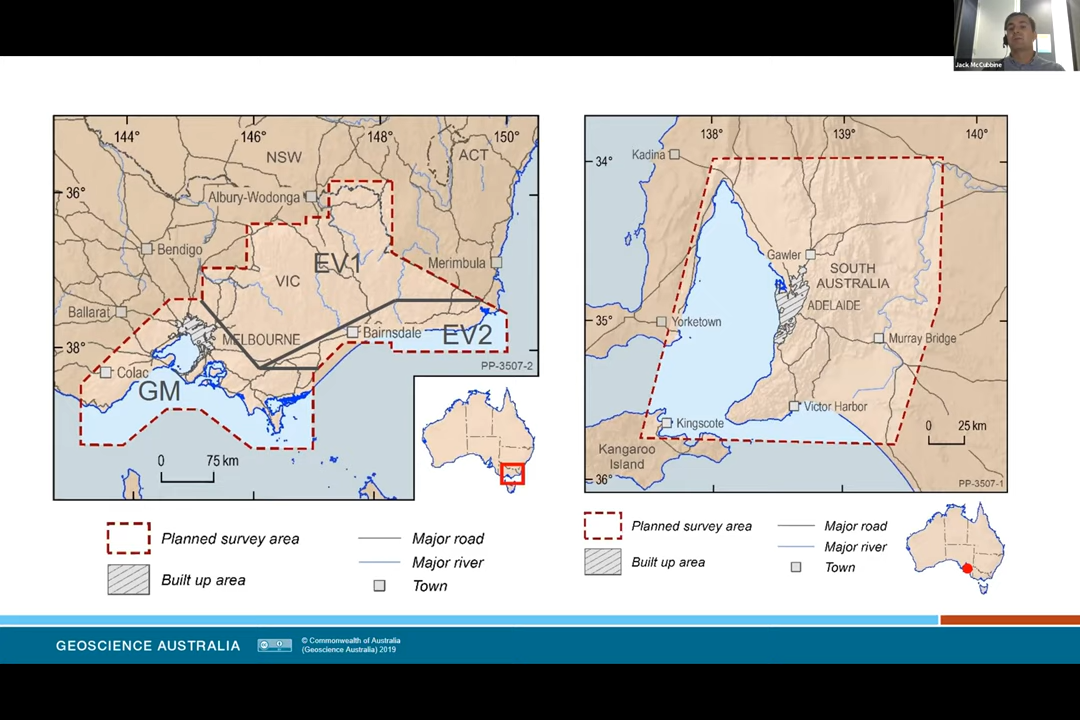 Jack McCubbine
144°
146°
148°
150°
NSW
ACT
36°
Albury-Wodonga
Bendigo
EV1
Merimbula
VIC
Ballarat
MELBOURNE
Bairnsdale
EV2
38°
PP-3507-2
Colac
GM
0 75 km
Planned survey area
Major road
Major river
Built up area
Town
138°
139°
140°
Kadina
34°
Gawler
SOUTH
AUSTRALIA
ADELAIDE
35°
Yorketown
Murray Bridge
Victor Harbor
Kingscote
0 25 km
Kangaroo
Island
36°
PP-3507-1
Planned survey area
Major road
Major river
Built up area
Town
GEOSCIENCE AUSTRALIA
© Commonwealth of Australia
(Geoscience Australia) 2019